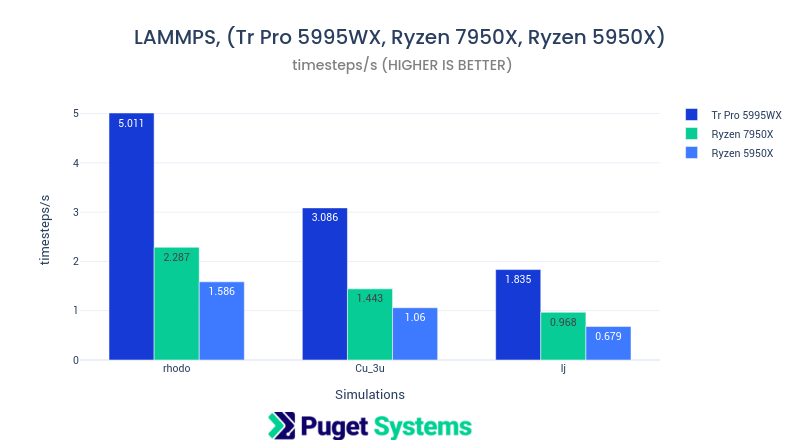 LAMMPS, (Tr Pro 5995WX, Ryzen 7950X, Ryzen 5950X)
timesteps/s (HIGHER IS BETTER)
Tr Pro 5995WX
Ryzen 7950X
Ryzen 5950X
timesteps/s
5
4
3
2
1
0
5.011
2.287
1.586
3.086
1.443
1.06
1.835
0.968
0.679
rhodo
Cu_3u
lj
Simulations
Puget Systems